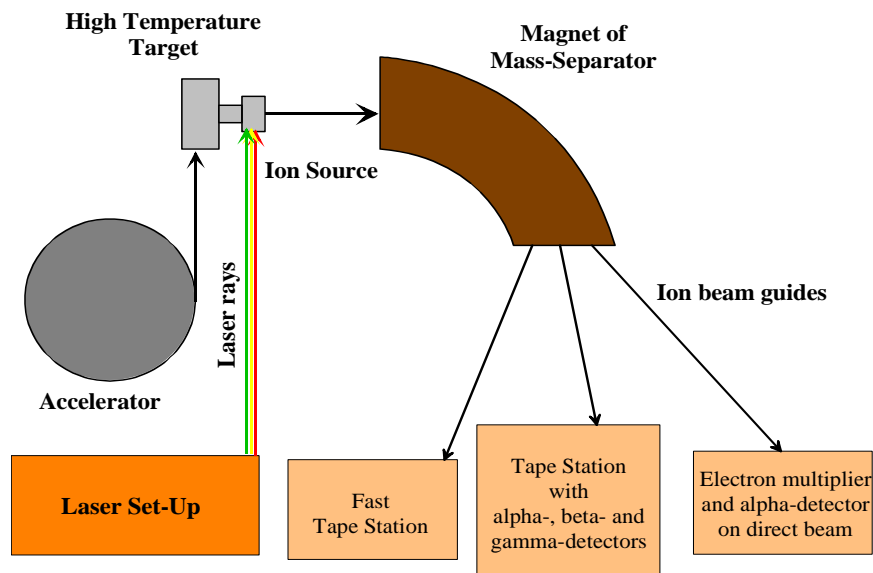 High Temperature
Target
Magnet of
Mass-Separator
Ion Source
Laser rays
Ion beam guides
Accelerator
Laser Set-Up
Fast
Tape Station
Tape Station
with
alpha-, beta- and
gamma-detectors
Electron multiplier
and alpha-detector
on direct beam